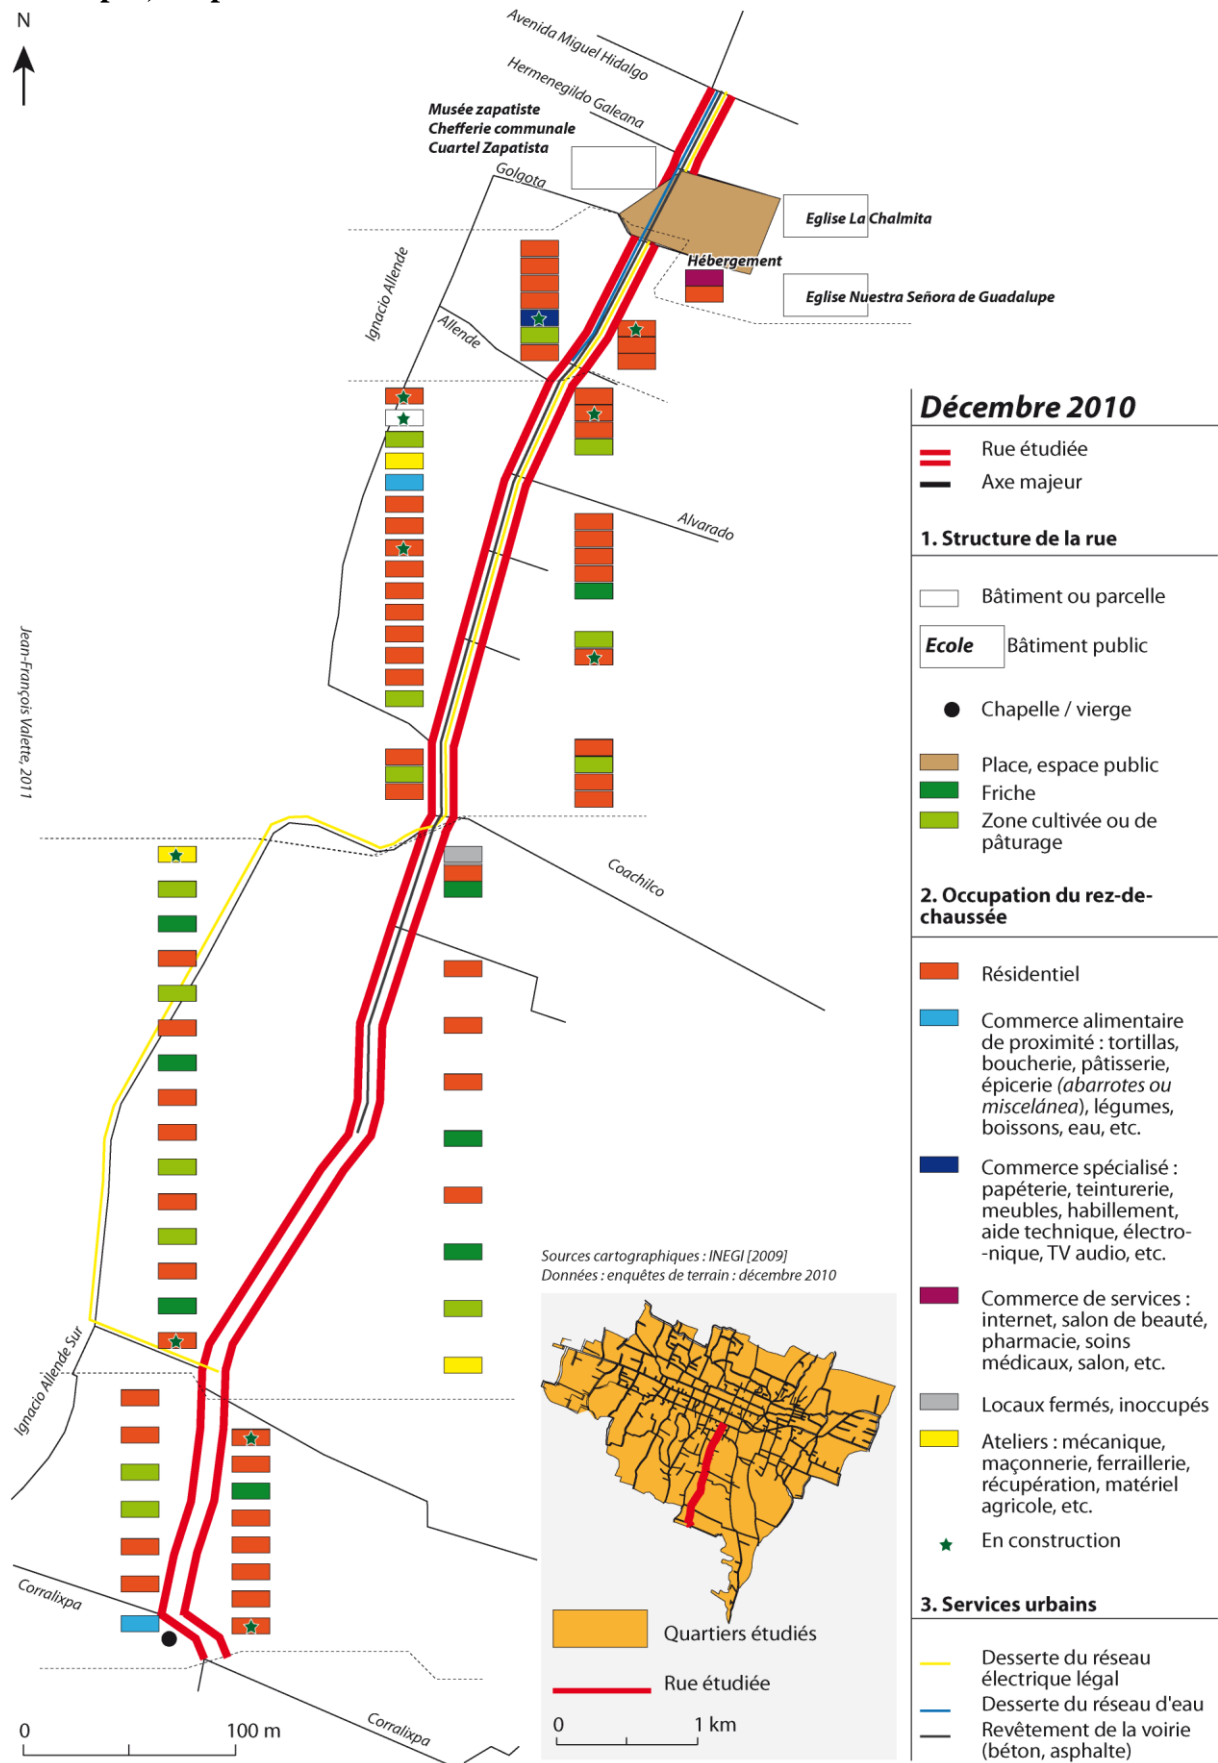 N
Avenida Miguel Hidalgo
Hermenegildo Galeana
Musée zapatiste
Chefferie communale
Cuartel Zapatista
Golgota
Eglise La Chalmita
Hébergement
Eglise Nuestra Señora de Guadalupe
Ignacio Allende
Allende
Alvarado
Jean-François Valette, 2011
Coachilco
Ignacio Allende Sur
Corralixpa
Corralixpa
0 100 m
Sources cartographiques : INEGI [2009]
Données : enquêtes de terrain : décembre 2010
Quartiers étudiés
Rue étudiée
0 1 km
Décembre 2010
Rue étudiée
Axe majeur
1. Structure de la rue
Bâtiment ou parcelle
Ecole Bâtiment public
Chapelle / vierge
Place, espace public
Friche
Zone cultivée ou de
pâturage
2. Occupation du rez-de-
chaussée
Résidentiel
Commerce alimentaire
de proximité : tortillas,
boucherie, pâtisserie,
épicerie (abarrotes ou
miscelánea), légumes,
boissons, eau, etc.
Commerce spécialisé :
papéterie, teinturerie,
meubles, habillement,
aide technique, électro-
-nique, TV audio, etc.
Commerce de services :
internet, salon de beauté,
pharmacie, soins
médicaux, salon, etc.
Locaux fermés, inoccupés
Ateliers : mécanique,
maçonnerie, ferraillerie,
récupération, matériel
agricole, etc.
En construction
3. Services urbains
Desserte du réseau
électrique légal
Desserte du réseau d'eau
Revêtement de la voirie
(béton, asphalte)